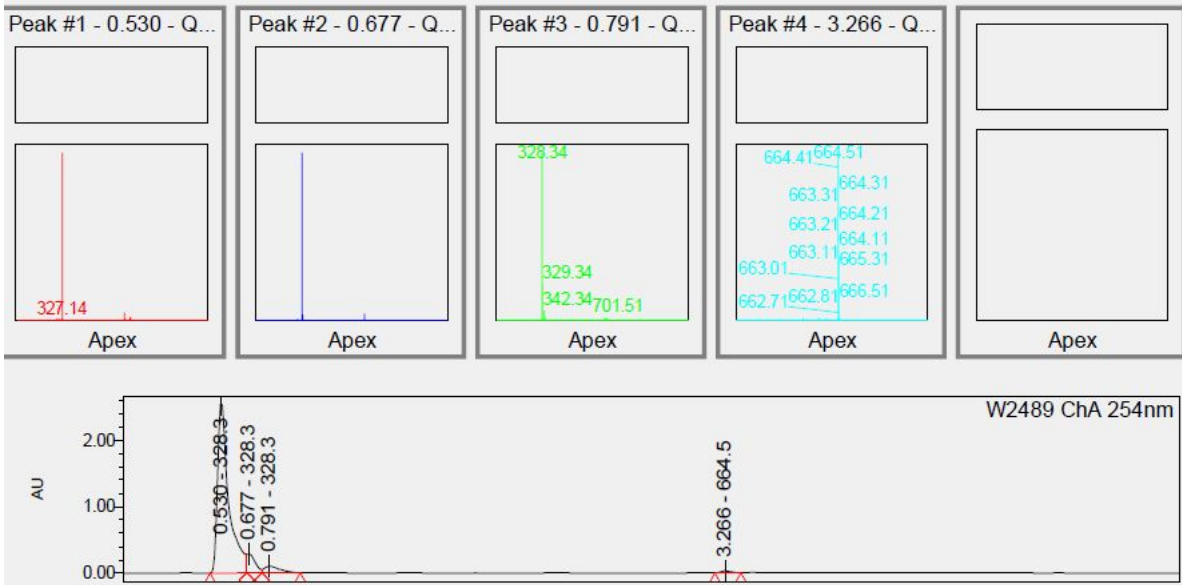 Peak #1 - 0.530 - Q...
327.14
Apex
Peak #2 - 0.677 - Q...
Apex
Peak #3 - 0.791 - Q...
328.34
329.34
342.34
701.51
Apex
Peak #4 - 3.266 - Q...
664.41 664.51
664.31
663.31
664.21
663.21
664.11
663.11
665.31
663.01
666.51
662.71 662.81
Apex
Apex
W2489 ChA 254nm
AU
2.00
1.00
0.00
0.530 - 328.3
0.677 - 328.3
0.791 - 328.3
3.266 - 664.5